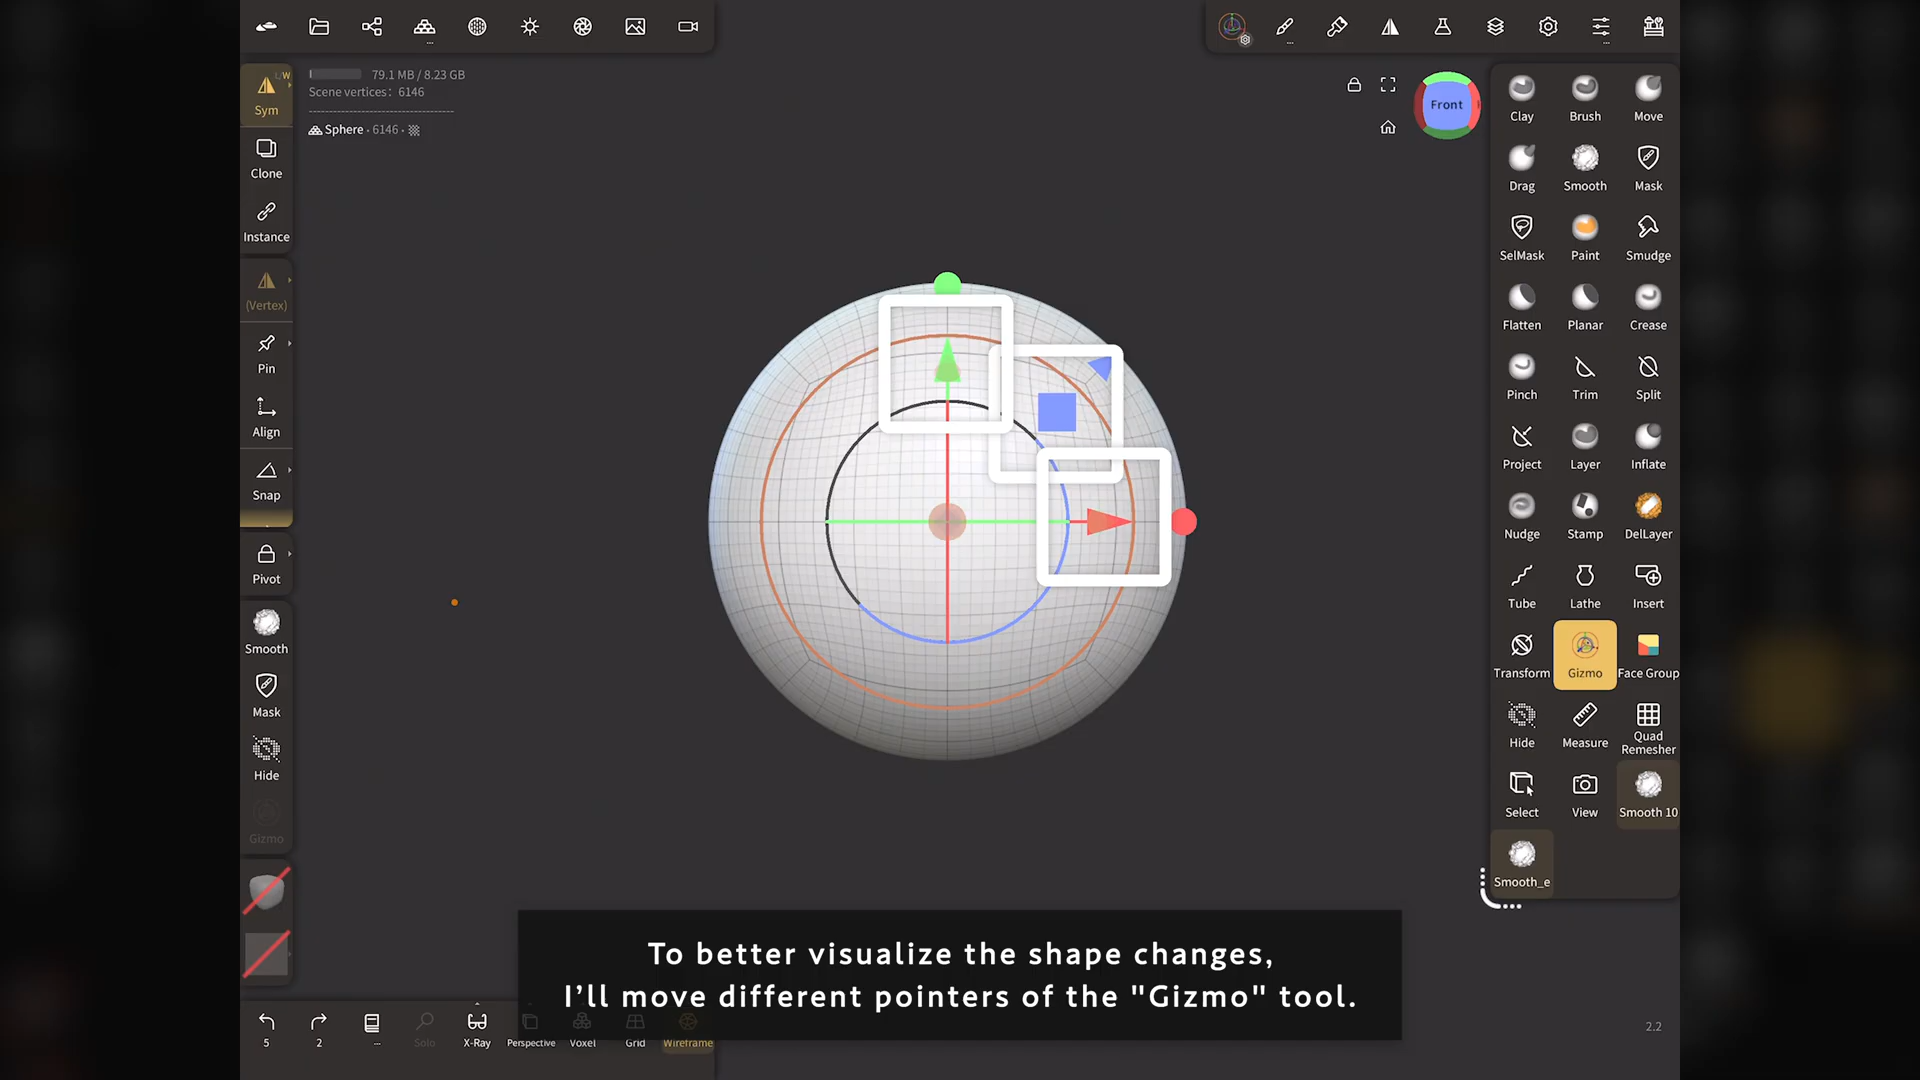 79.1 MB / 8.23 GB
Scene vertices: 6146
Sphere · 6146 ·
L W
Sym
Clone
Instance
(Vertex)
Pin
Align
Snap
Pivot
Smooth
Mask
Hide
Gizmo
Front
Clay Brush Move
Drag Smooth Mask
SelMask Paint Smudge
Flatten Planar Crease
Pinch Trim Split
Project Layer Inflate
Nudge Stamp DelLayer
Tube Lathe Insert
Transform Gizmo Face Group
Hide Measure Quad Remesher
Select View Smooth 10
Smooth_e
To better visualize the shape changes,
I'll move different pointers of the "Gizmo" tool.
5 2 ... Solo X-Ray Perspective Voxel Grid Wireframe
2.2